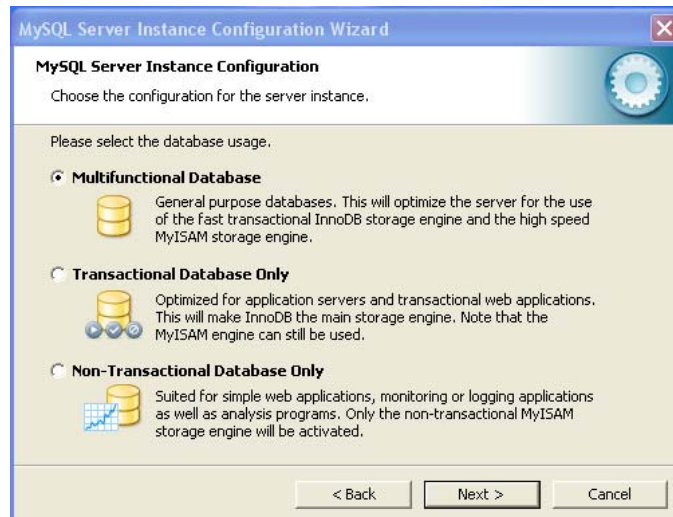 MySQL Server Instance Configuration Wizard
MySQL Server Instance Configuration
Choose the configuration for the server instance.
Please select the database usage.
Multifunctional Database
General purpose databases. This will optimize the server for the use
of the fast transactional InnoDB storage engine and the high speed
MyISAM storage engine.
Transactional Database Only
Optimized for application servers and transactional web applications.
This will make InnoDB the main storage engine. Note that the
MyISAM engine can still be used.
Non-Transactional Database Only
Suited for simple web applications, monitoring or logging applications
as well as analysis programs. Only the non-transactional MyISAM
storage engine will be activated.
< Back
Next >
Cancel